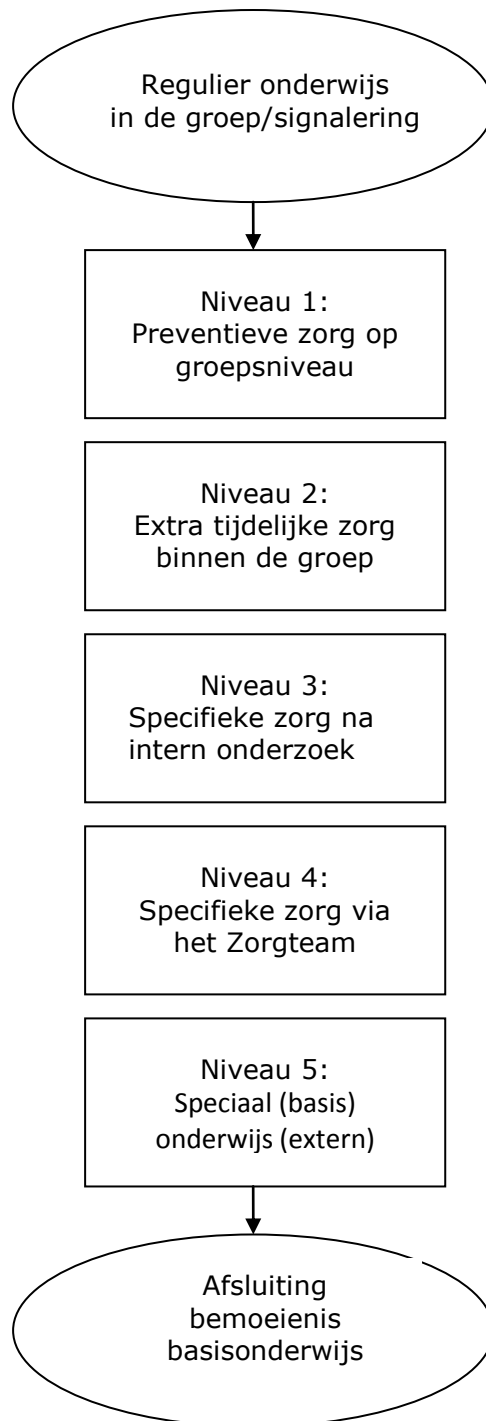 Regulier onderwijs
in de groep/signalering
Niveau 1:
Preventieve zorg op
groepsniveau
Niveau 2:
Extra tijdelijke zorg
binnen de groep
Niveau 3:
Specifieke zorg na
intern onderzoek
Niveau 4:
Specifieke zorg via
het Zorgteam
Niveau 5:
Speciaal (basis)
onderwijs (extern)
Afsluiting
bemoeienis
basisonderwijs